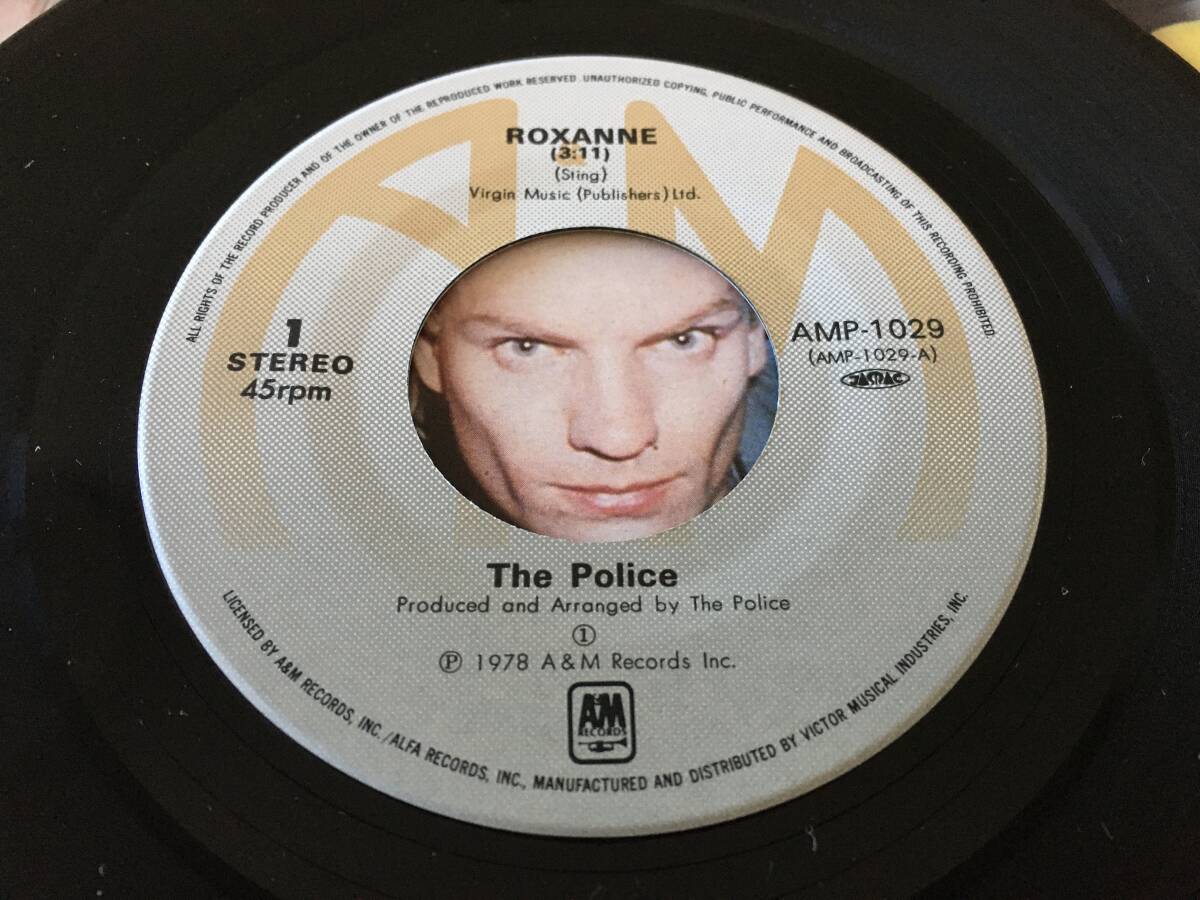 ALL RIGHTS OF THE RECORD PRODUCER AND OF THE OWNER OF THE REPRODUCED WORK RESERVED. UNAUTHORIZED COPYING, PUBLIC PERFORMANCE AND BROADCASTING OF THIS RECORDING PROHIBITED.
ROXANNE
(3:11)
(Sting)
Virgin Music (Publishers) Ltd.
1
STEREO
45rpm
AMP-1029
(AMP-1029-A)
JASRAC
The Police
Produced and Arranged by The Police
①
Ⓟ 1978 A&M Records Inc.
A&M
RECORDS
LICENSED BY A&M RECORDS, INC./ALFA RECORDS, INC., MANUFACTURED AND DISTRIBUTED BY VICTOR MUSICAL INDUSTRIES, INC.